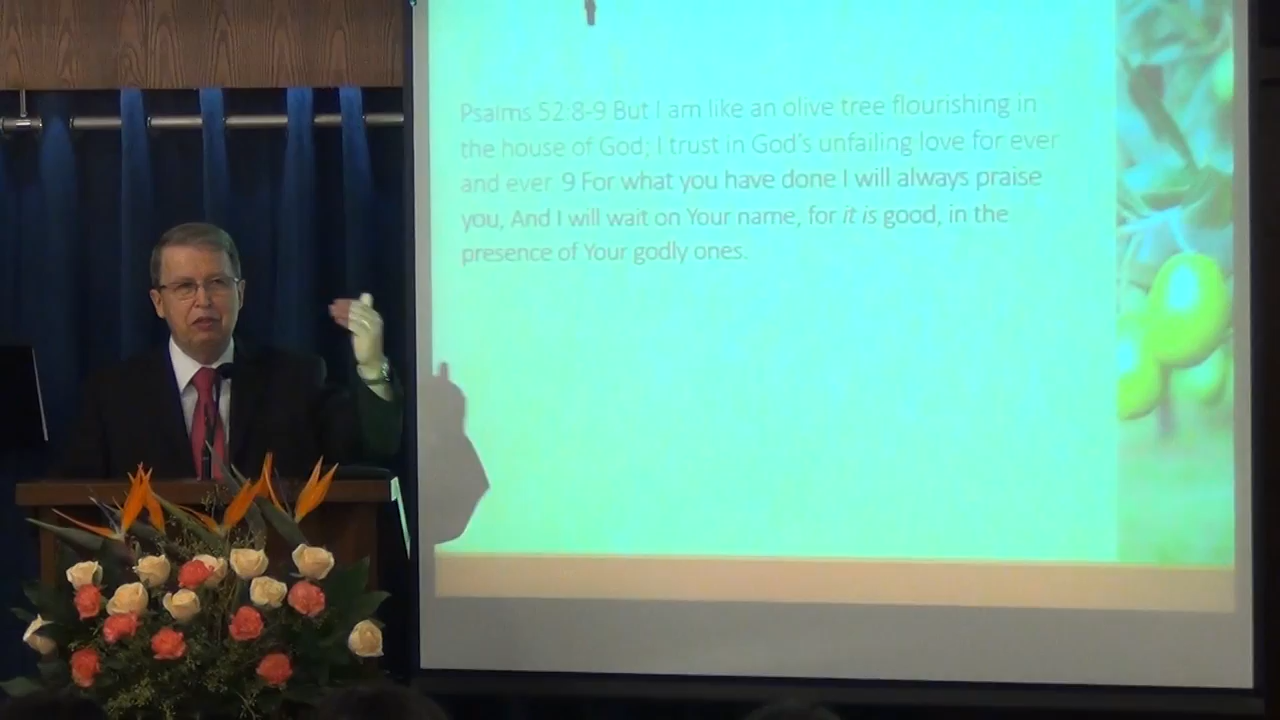 Psalms 52:8-9 But I am like an olive tree flourishing in
the house of God; I trust in God's unfailing love for ever
and ever 9 For what you have done I will always praise
you, And I will wait on Your name, for it is good, in the
presence of Your godly ones.